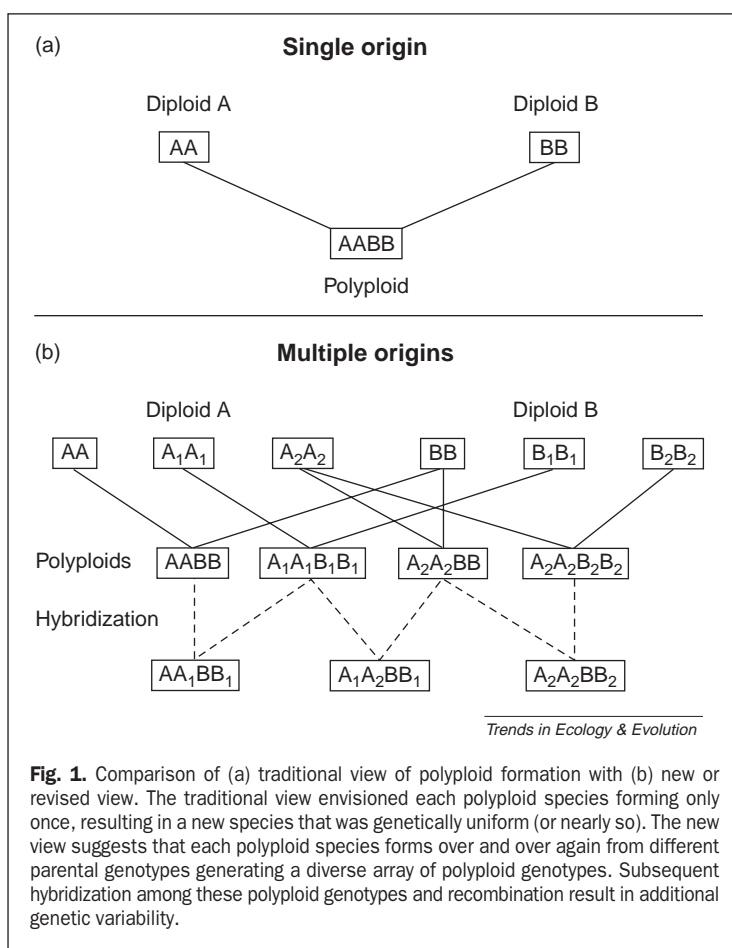 (a) Single origin
Diploid A Diploid B
AA BB
AABB
Polyploid
(b) Multiple origins
Diploid A Diploid B
AA A₁A₁ A₂A₂ BB B₁B₁ B₂B₂
Polyploids AABB A₁A₁B₁B₁ A₂A₂BB A₂A₂B₂B₂
Hybridization
AA₁BB₁ A₁A₂BB₁ A₂A₂BB₂
Trends in Ecology & Evolution
Fig. 1. Comparison of (a) traditional view of polyploid formation with (b) new or
revised view. The traditional view envisioned each polyploid species forming only
once, resulting in a new species that was genetically uniform (or nearly so). The new
view suggests that each polyploid species forms over and over again from different
parental genotypes generating a diverse array of polyploid genotypes. Subsequent
hybridization among these polyploid genotypes and recombination result in additional
genetic variability.